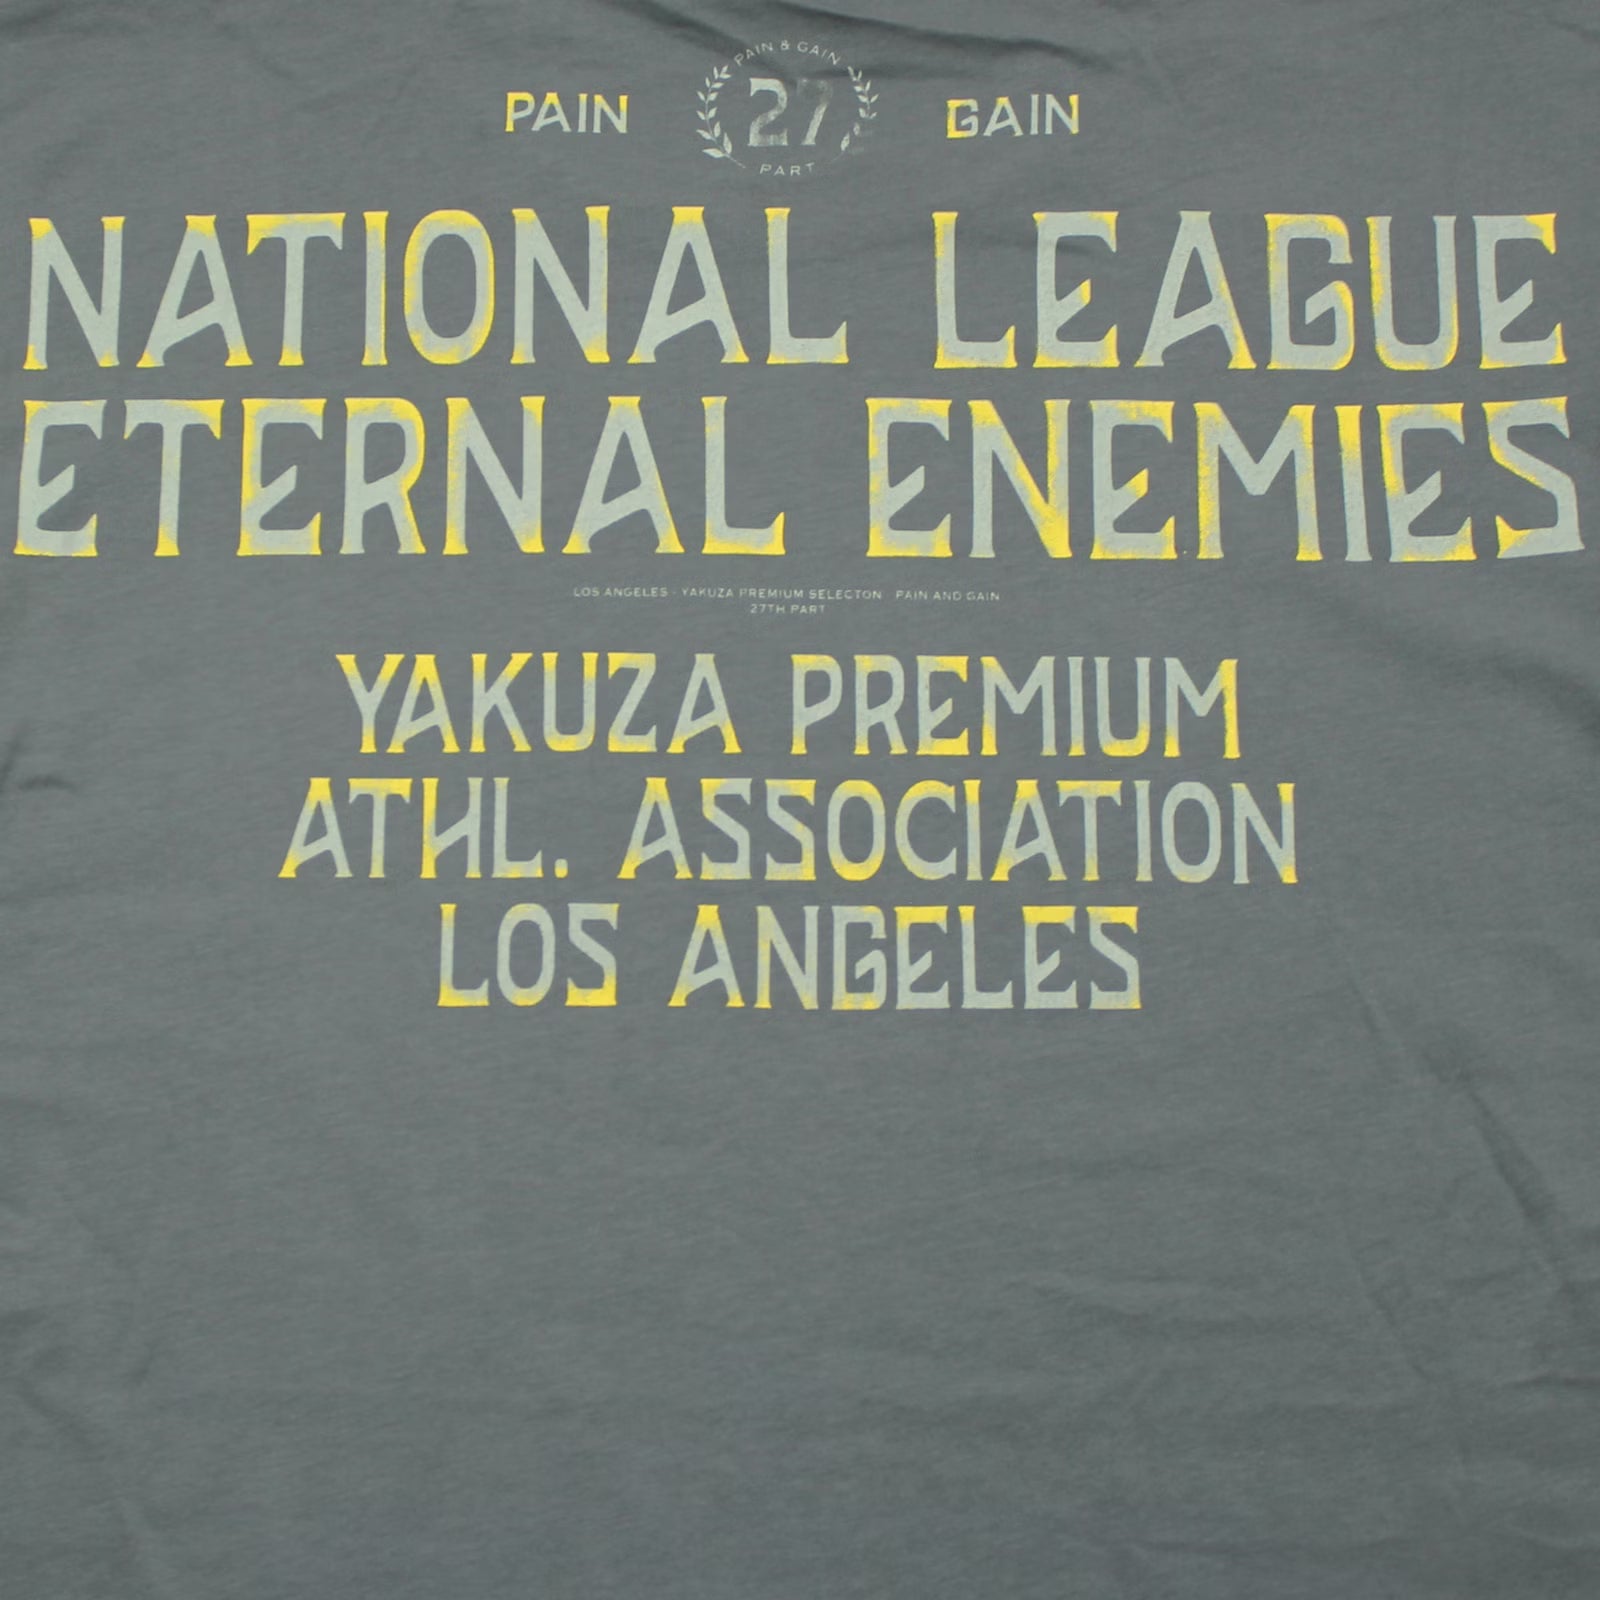 PAIN & GAIN
PAIN 27 GAIN
PART
NATIONAL LEAGUE
ETERNAL ENEMIES
LOS ANGELES - YAKUZA PREMIUM SELECTON PAIN AND GAIN
27TH PART
YAKUZA PREMIUM
ATHL. ASSOCIATION
LOS ANGELES